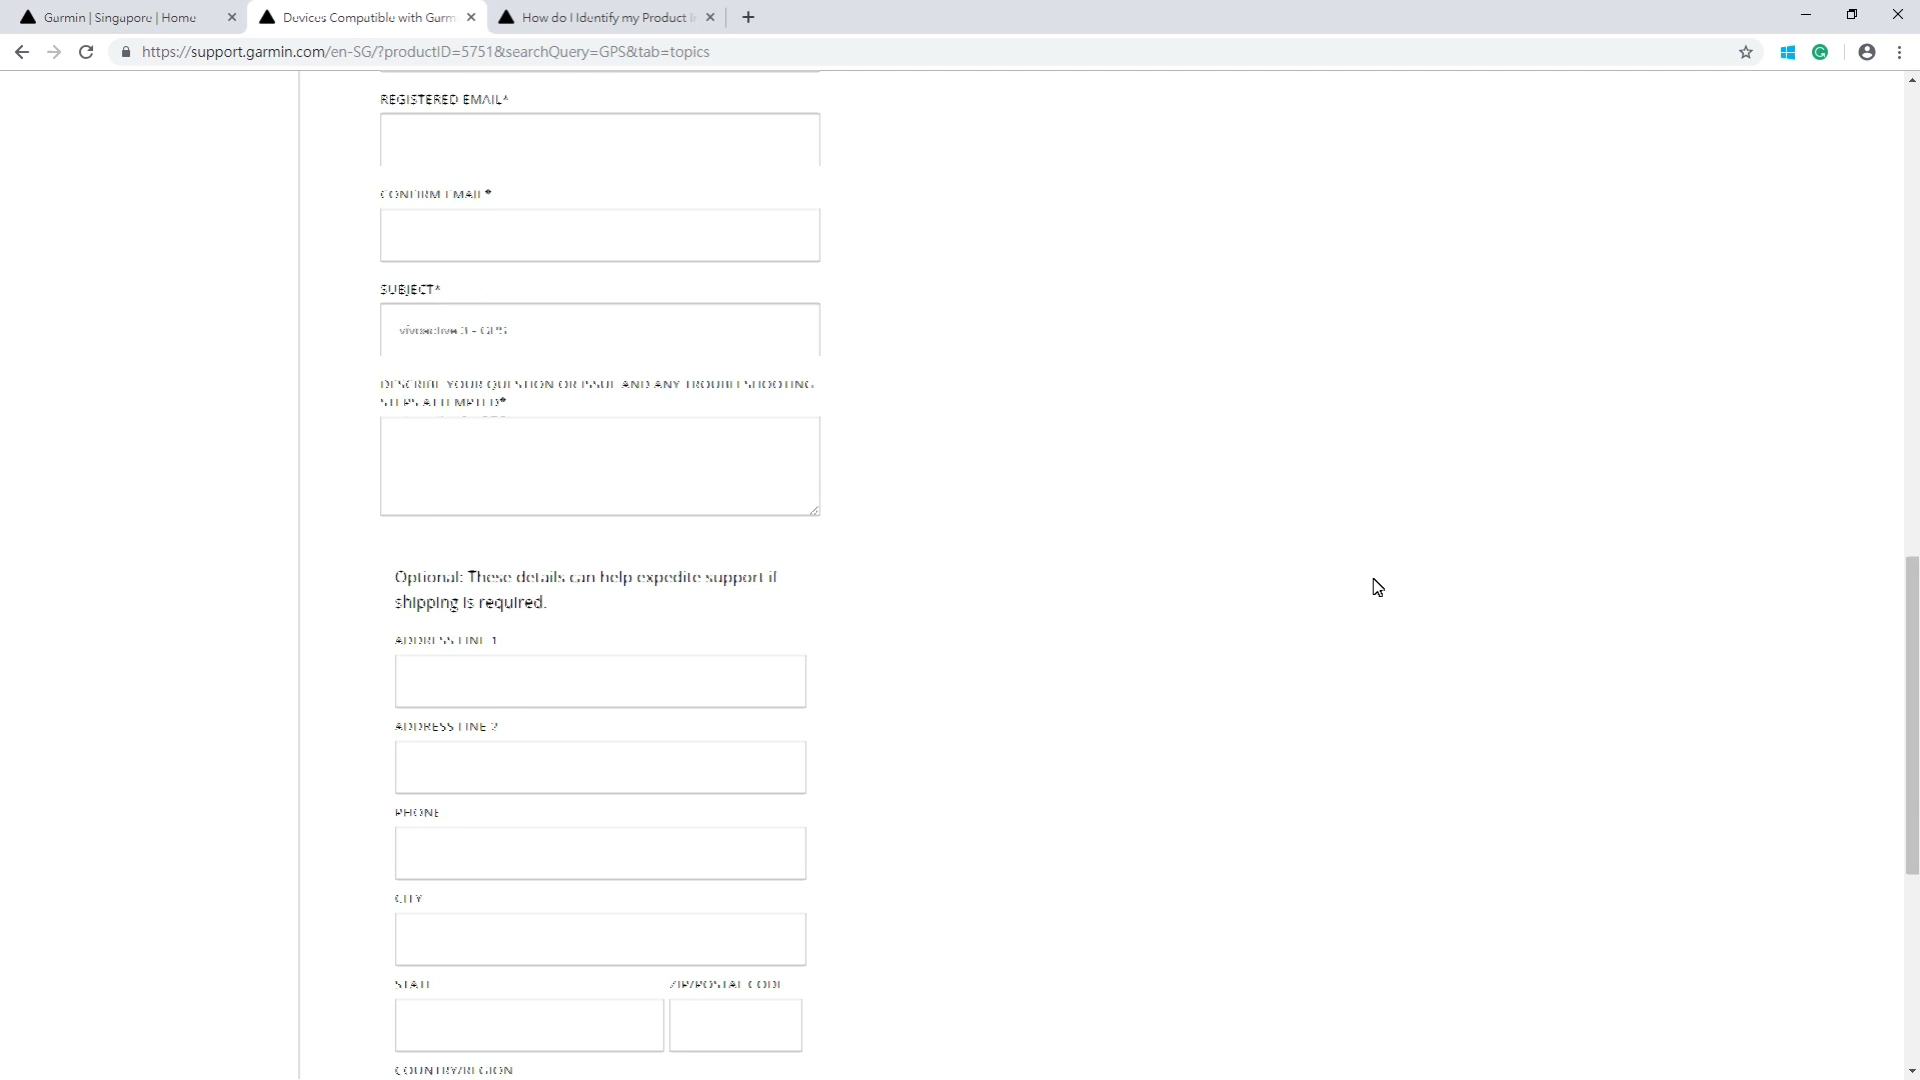 Garmin | Singapore | Home
Devices Compatible with Garm
How do I Identify my Product I
https://support.garmin.com/en-SG/?productID=5751&searchQuery=GPS&tab=topics
REGISTERED EMAIL*
CONFIRM EMAIL*
SUBJECT*
vívoactive 3 - GPS
DESCRIBE YOUR QUESTION OR ISSUE AND ANY TROUBLESHOOTING
STEPS ATTEMPTED*
Optional: These details can help expedite support if
shipping is required.
ADDRESS LINE 1
ADDRESS LINE 2
PHONE
CITY
STATE
ZIP/POSTAL CODE
COUNTRY/REGION